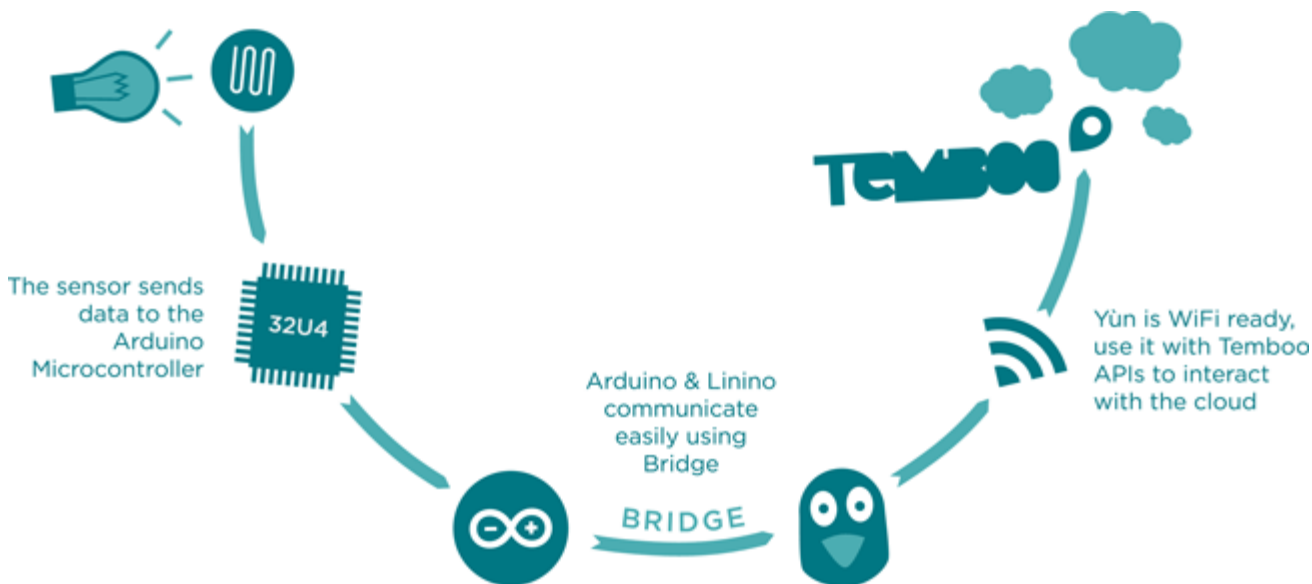 TEMBOO
The sensor sends
data to the
Arduino
Microcontroller
32U4
Yùn is WiFi ready,
use it with Temboo
APIs to interact
with the cloud
Arduino & Linino
communicate
easily using
Bridge
BRIDGE